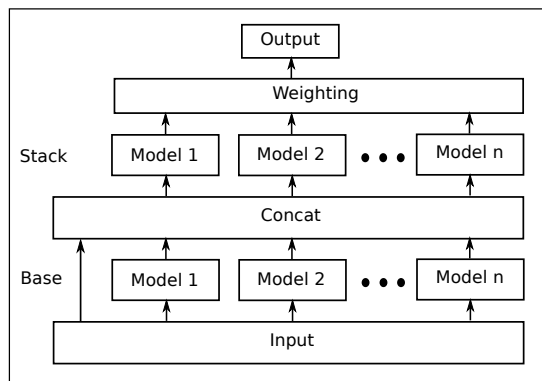 Output
Weighting
Stack
Model 1
Model 2
Model n
Concat
Base
Model 1
Model 2
Model n
Input